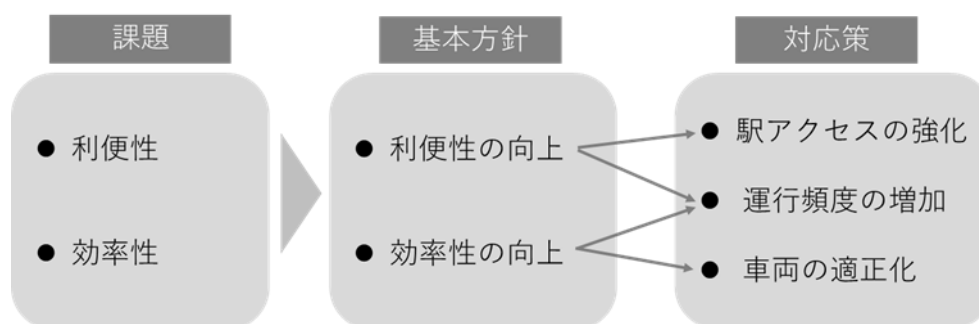 課題
● 利便性
● 効率性
基本方針
● 利便性の向上
● 効率性の向上
対応策
● 駅アクセスの強化
● 運行頻度の増加
● 車両の適正化